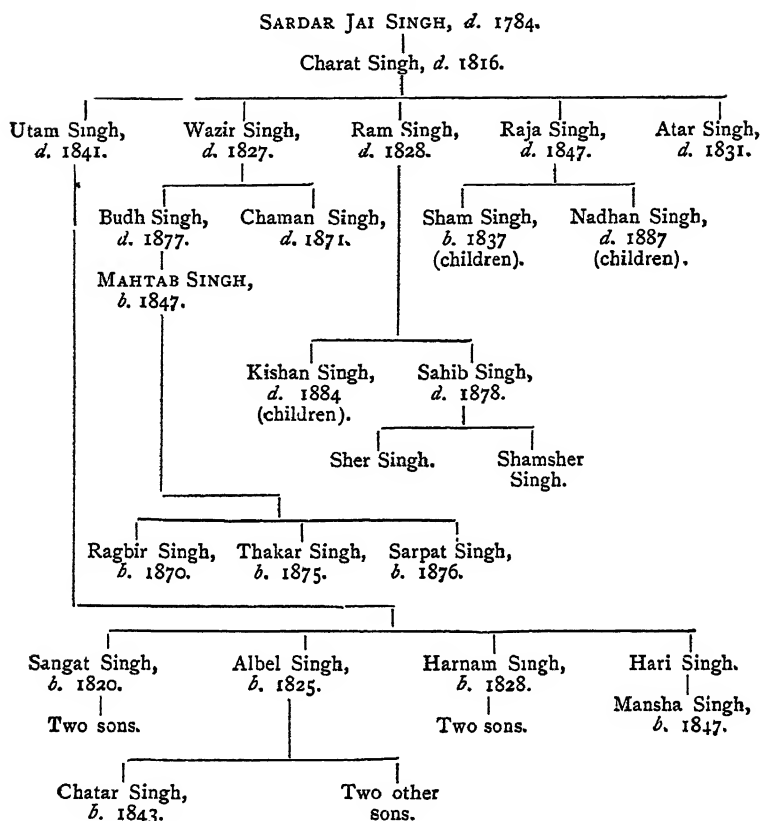 SARDAR JAI SINGH, d. 1784.
Charat Singh, d. 1816.
Utam Singh, Wazir Singh, Ram Singh, Raja Singh, Atar Singh,
d. 1841. d. 1827. d. 1828. d. 1847. d. 1831.
Budh Singh, Chaman Singh, Sham Singh, Nadhan Singh,
d. 1877. d. 1871. b. 1837 d. 1887
(children). (children).
MAHTAB SINGH,
b. 1847.
Kishan Singh, Sahib Singh,
d. 1884 d. 1878.
(children).
Sher Singh. Shamsher
Singh.
Ragbir Singh, Thakar Singh, Sarpat Singh,
b. 1870. b. 1875. b. 1876.
Sangat Singh, Albel Singh, Harnam Singh, Hari Singh.
b. 1820. b. 1825. b. 1828.
Two sons. Two sons. Mansha Singh,
b. 1847.
Chatar Singh, Two other
b. 1843. sons.